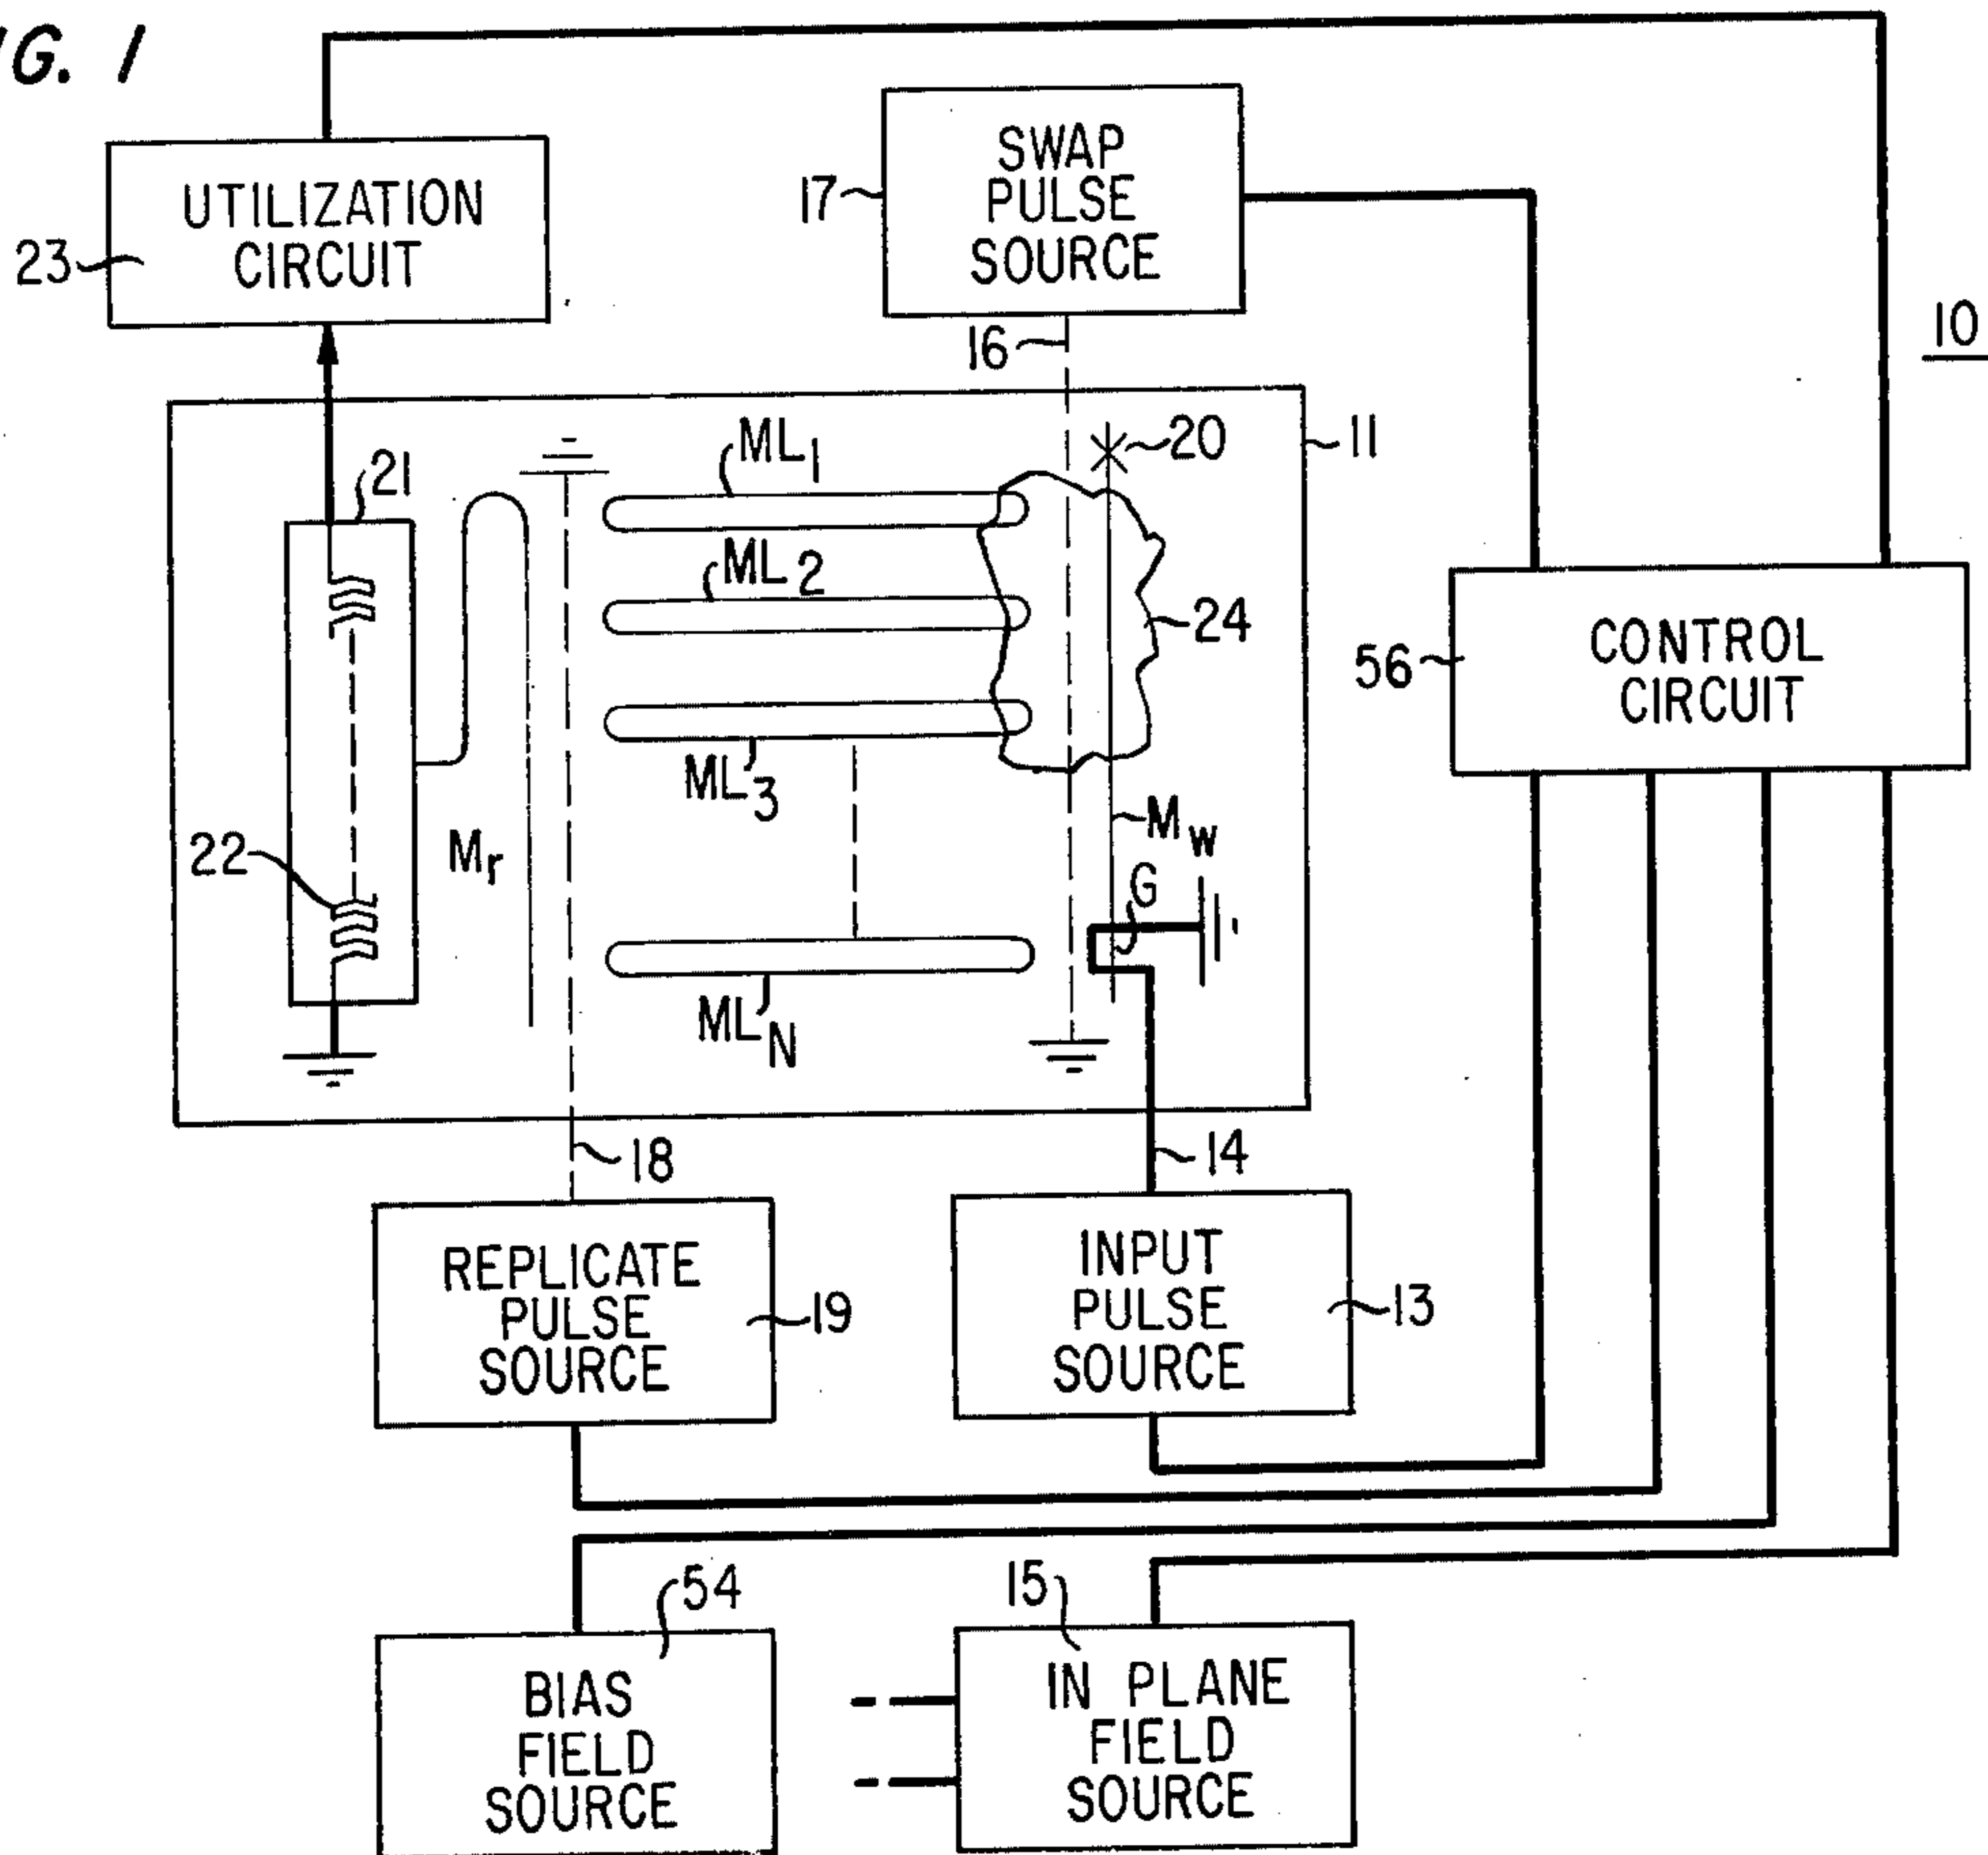 G. 1
UTILIZATION
CIRCUIT
23
SWAP
PULSE
SOURCE
17
16
10
11
20
21
ML1
ML2
24
CONTROL
CIRCUIT
56
ML3
Mw
22
Mr
G
MLN
18
14
REPLICATE
PULSE
SOURCE
19
INPUT
PULSE
SOURCE
13
54
15
BIAS
FIELD
SOURCE
IN PLANE
FIELD
SOURCE